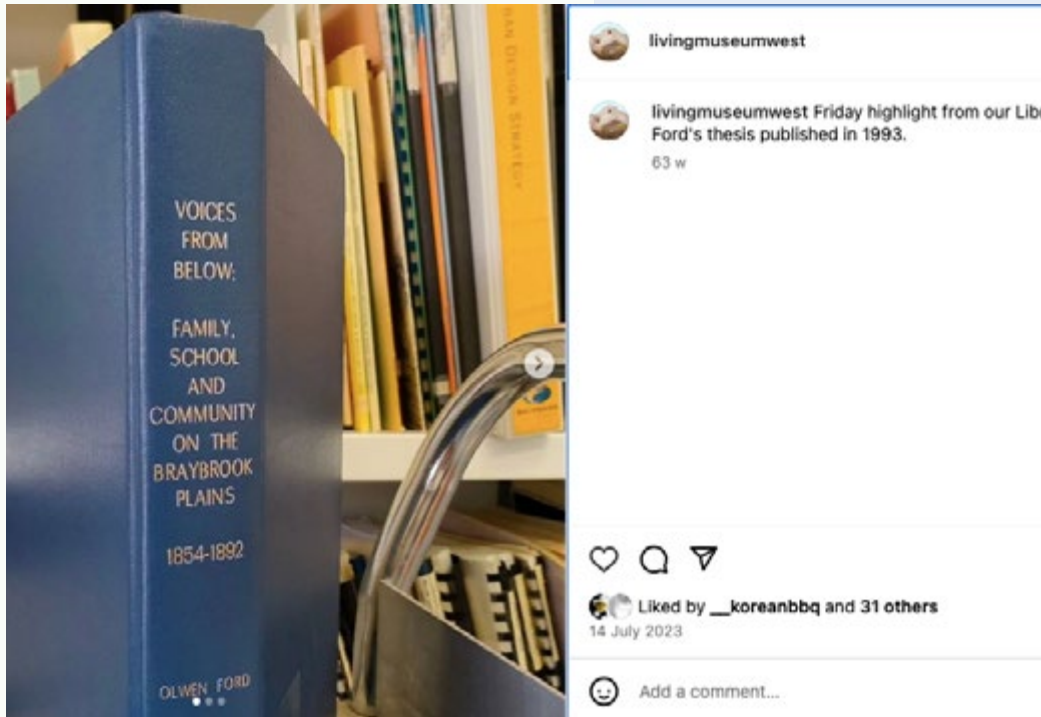 VOICES
FROM
BELOW:
FAMILY,
SCHOOL
AND
COMMUNITY
ON THE
BRAYBROOK
PLAINS
1854-1892
OLWEN FORD
DESIGN STRATEGY
livingmuseumwest
livingmuseumwest Friday highlight from our
Ford's thesis published in 1993.
63 w
Liked by __koreanbbq and 31 others
14 July 2023
Add a comment...